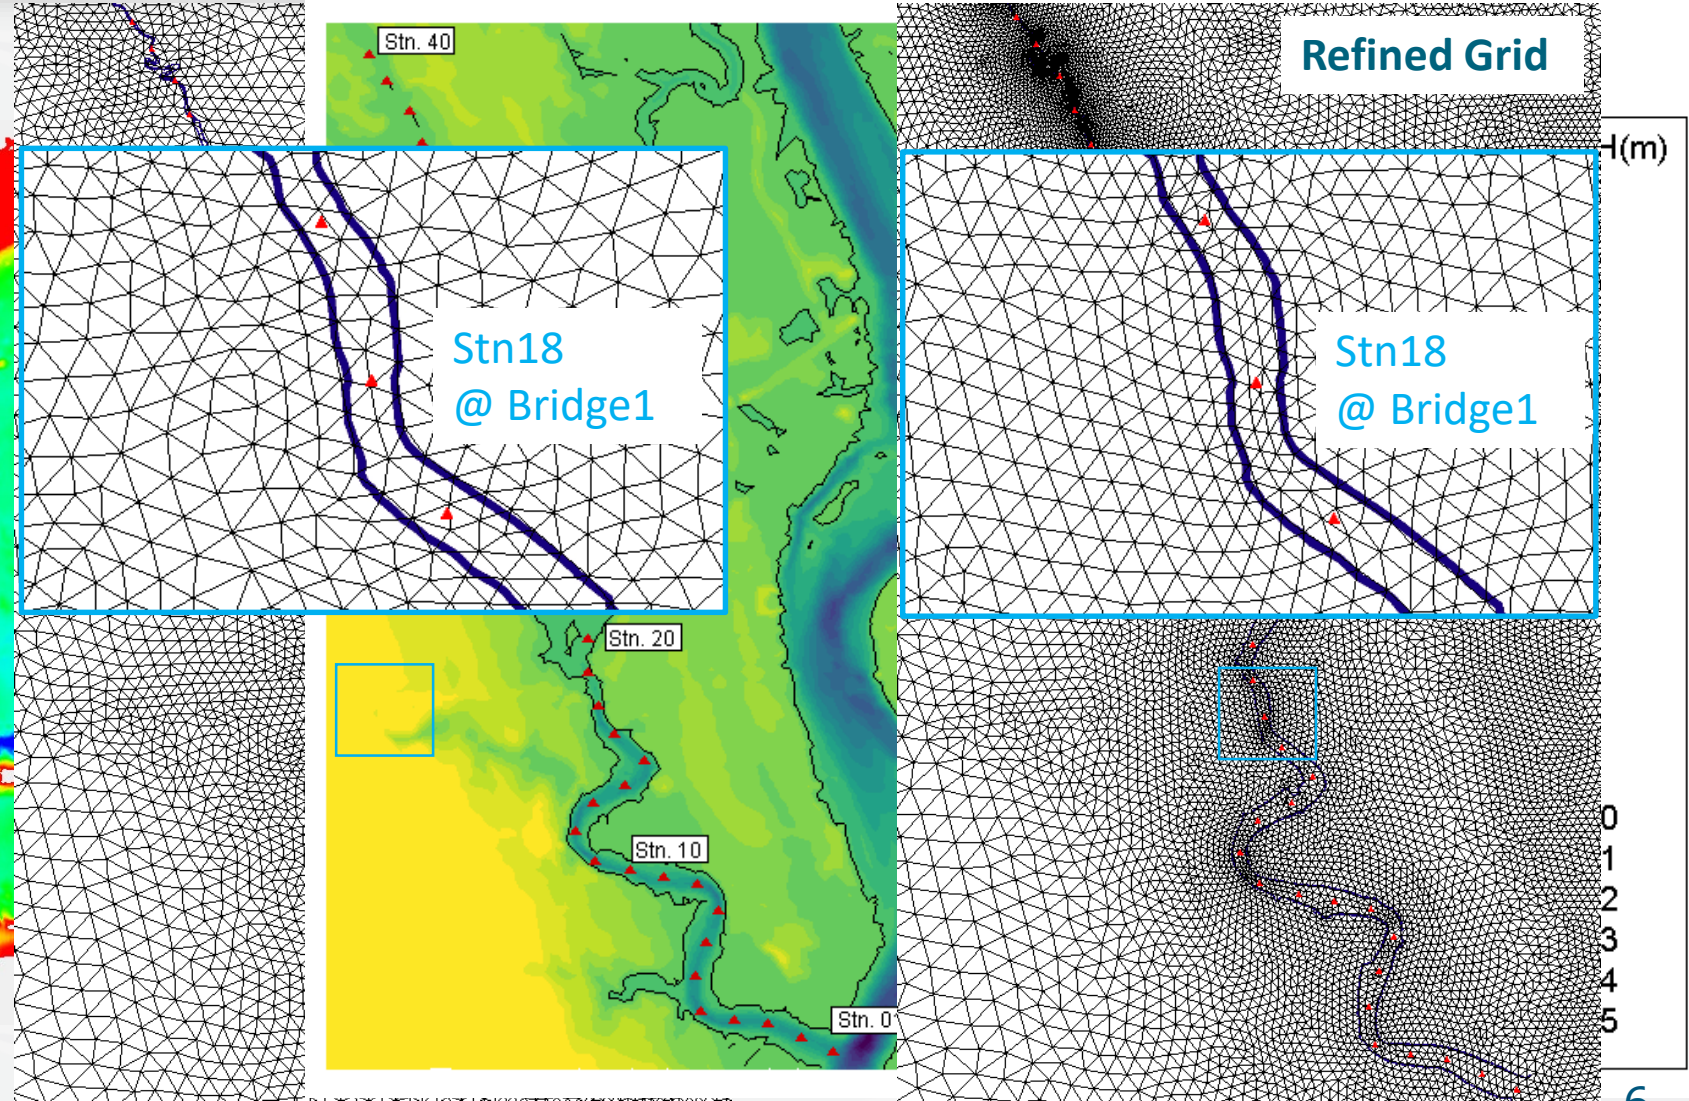 Stn. 40
Refined Grid
H(m)
Stn18
@ Bridge1
Stn18
@ Bridge1
Stn. 20
Stn. 10
Stn. 01
0
1
2
3
4
5
6